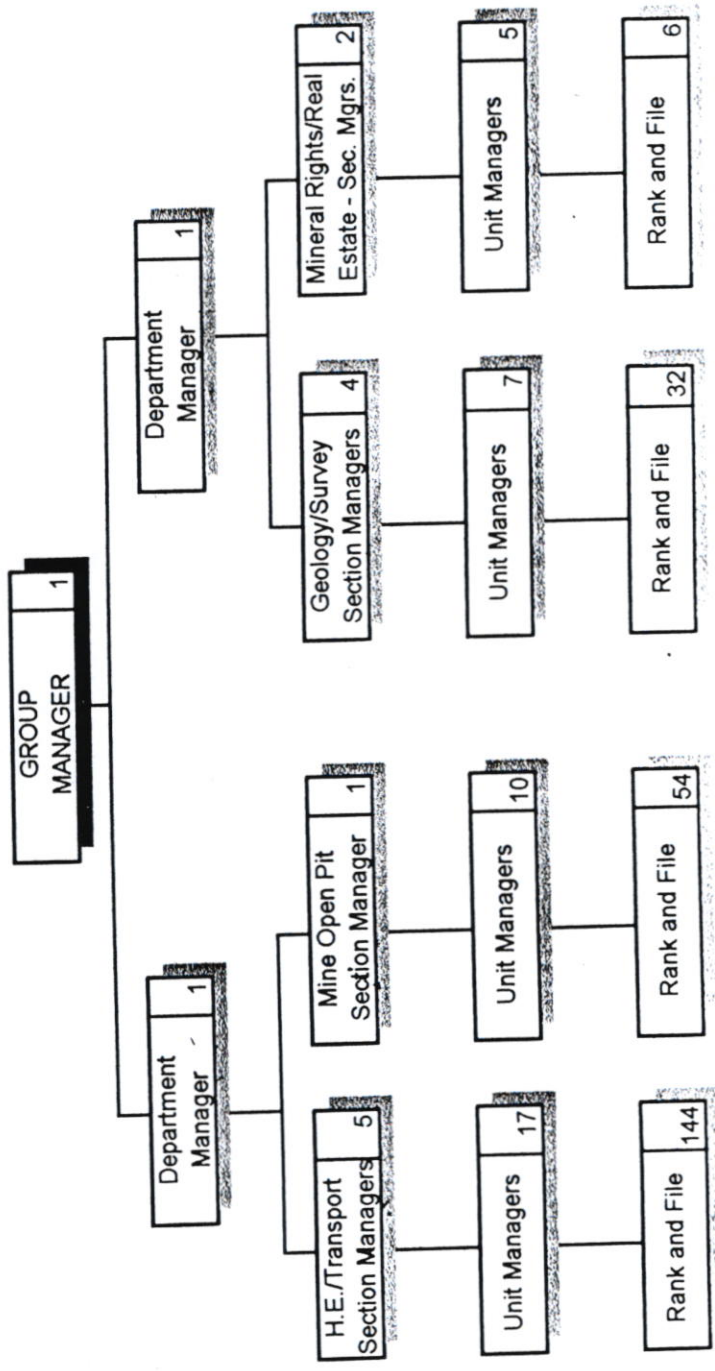 GROUP
MANAGER
1
Department
Manager
1
Department
Manager
1
H.E./Transport
Section Managers
5
Mine Open Pit
Section Manager
1
Geology/Survey
Section Managers
4
Mineral Rights/Real
Estate - Sec. Mgrs.
2
Unit Managers
17
Unit Managers
10
Unit Managers
7
Unit Managers
5
Rank and File
144
Rank and File
54
Rank and File
32
Rank and File
6